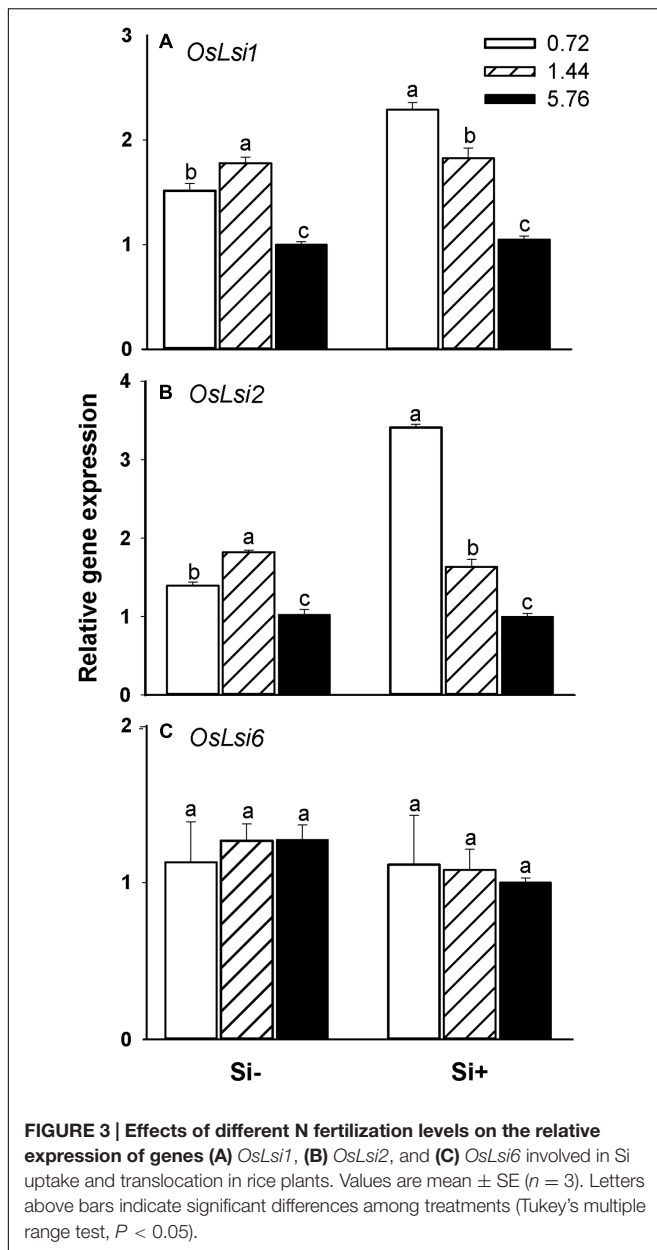 3
A OsLsi1
0.72
1.44
5.76
a
a
b
b
c
c
2
1
0
4
B OsLsi2
a
3
2
a
b
b
c
c
1
0
Relative gene expression
2
C OsLsi6
a a a a a a
1
0
Si- Si+
FIGURE 3 | Effects of different N fertilization levels on the relative
expression of genes (A) OsLsi1, (B) OsLsi2, and (C) OsLsi6 involved in Si
uptake and translocation in rice plants. Values are mean ± SE (n = 3). Letters
above bars indicate significant differences among treatments (Tukey's multiple
range test, P < 0.05).